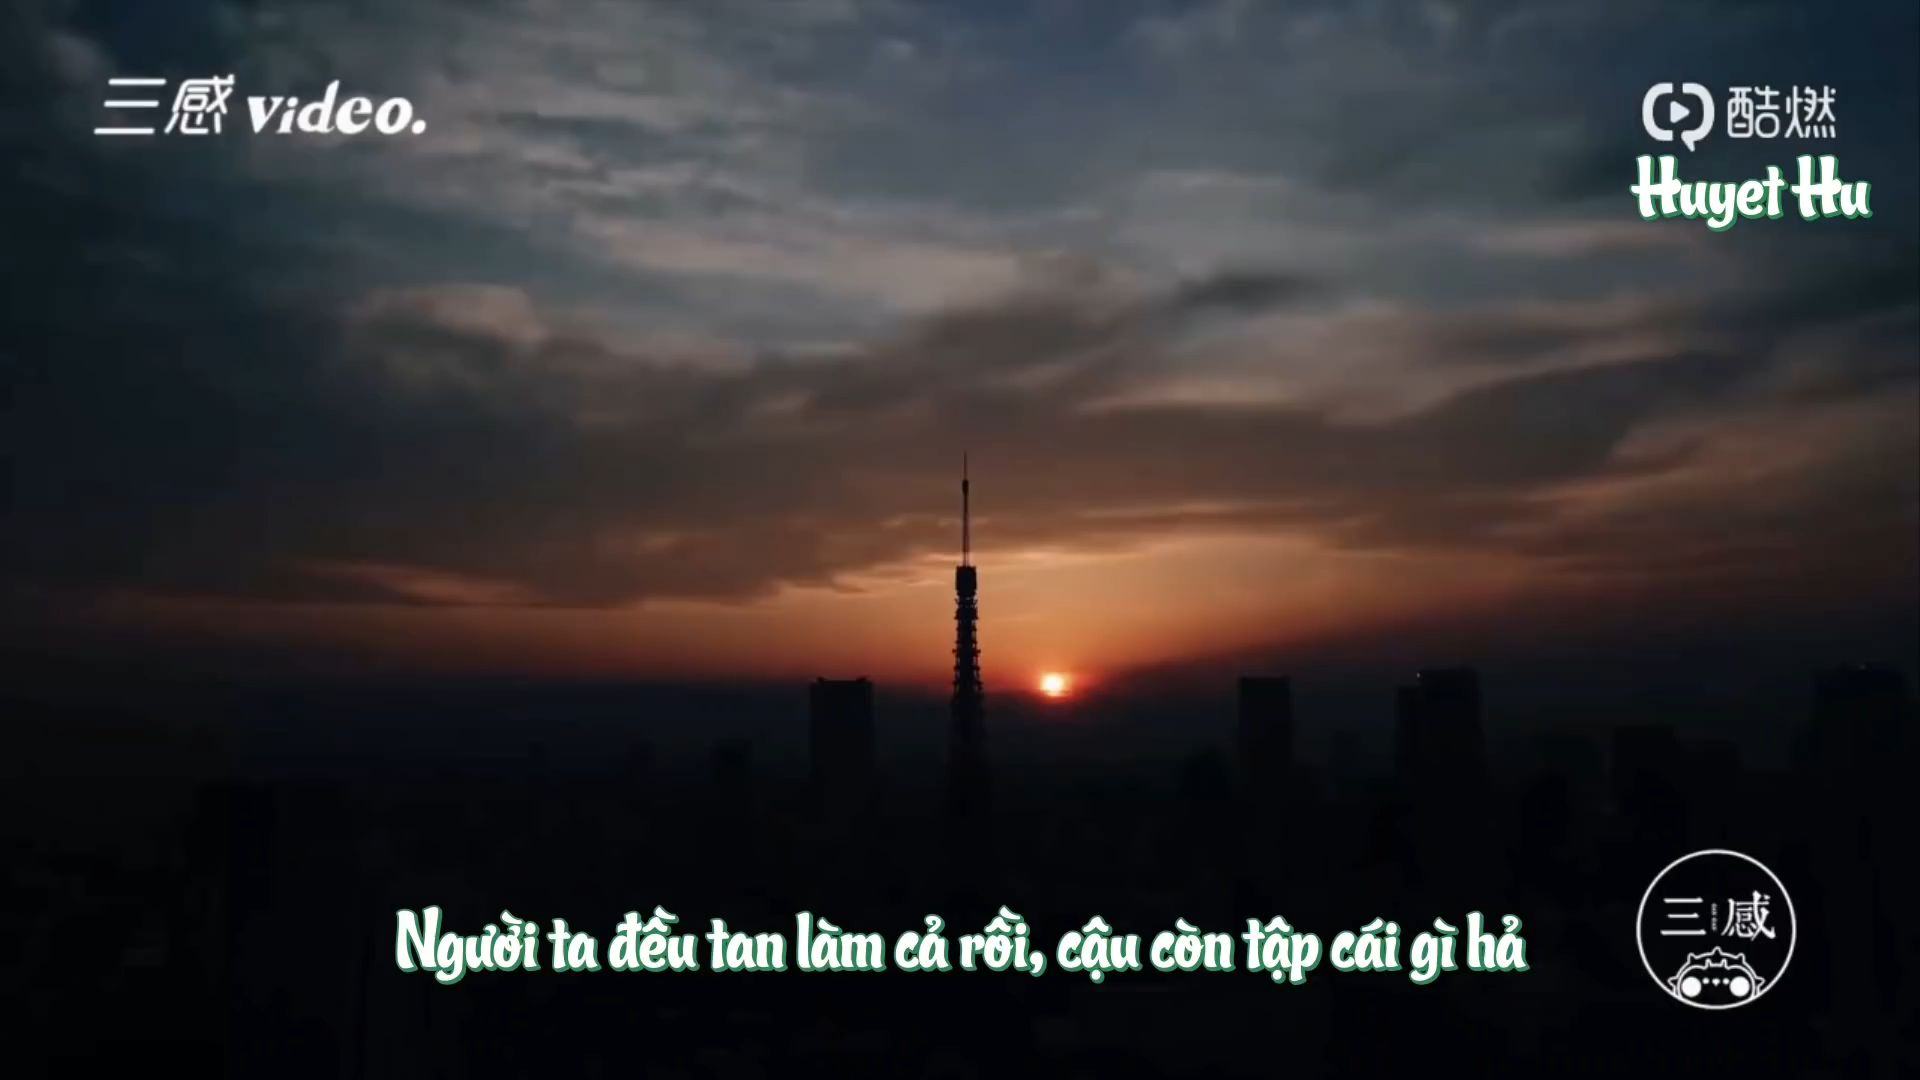 三感 video.
酷燃
Huyet Hu
Người ta đều tan làm cả rồi, cậu còn tập cái gì hả
三感